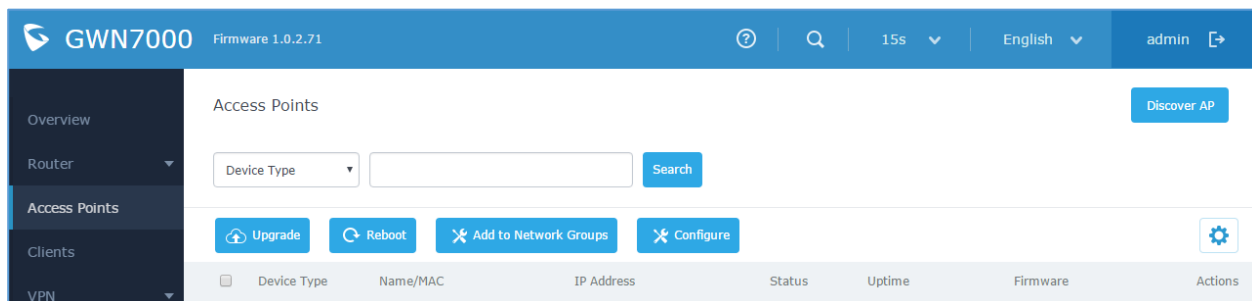 GWN7000 Firmware 1.0.2.71 15s English admin
Overview
Router
Access Points
Clients
VPN
Access Points Discover AP
Device Type Search
Upgrade Reboot Add to Network Groups Configure
Device Type Name/MAC IP Address Status Uptime Firmware Actions